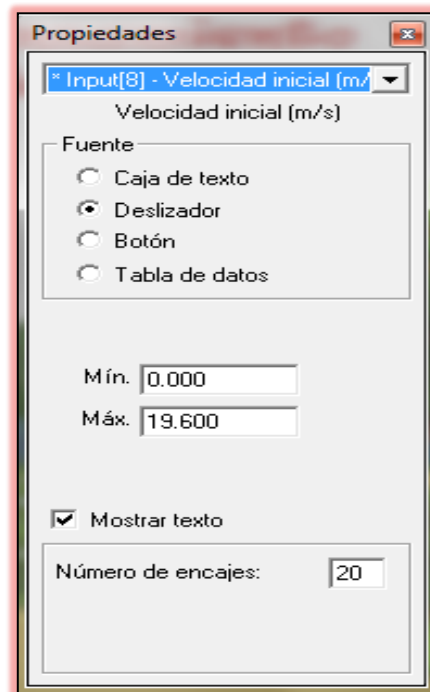 Propiedades
* Input[8] - Velocidad inicial (m/
Velocidad inicial (m/s)
Fuente
Caja de texto
Deslizador
Botón
Tabla de datos
Mín. 0.000
Máx. 19.600
Mostrar texto
Número de encajes: 20